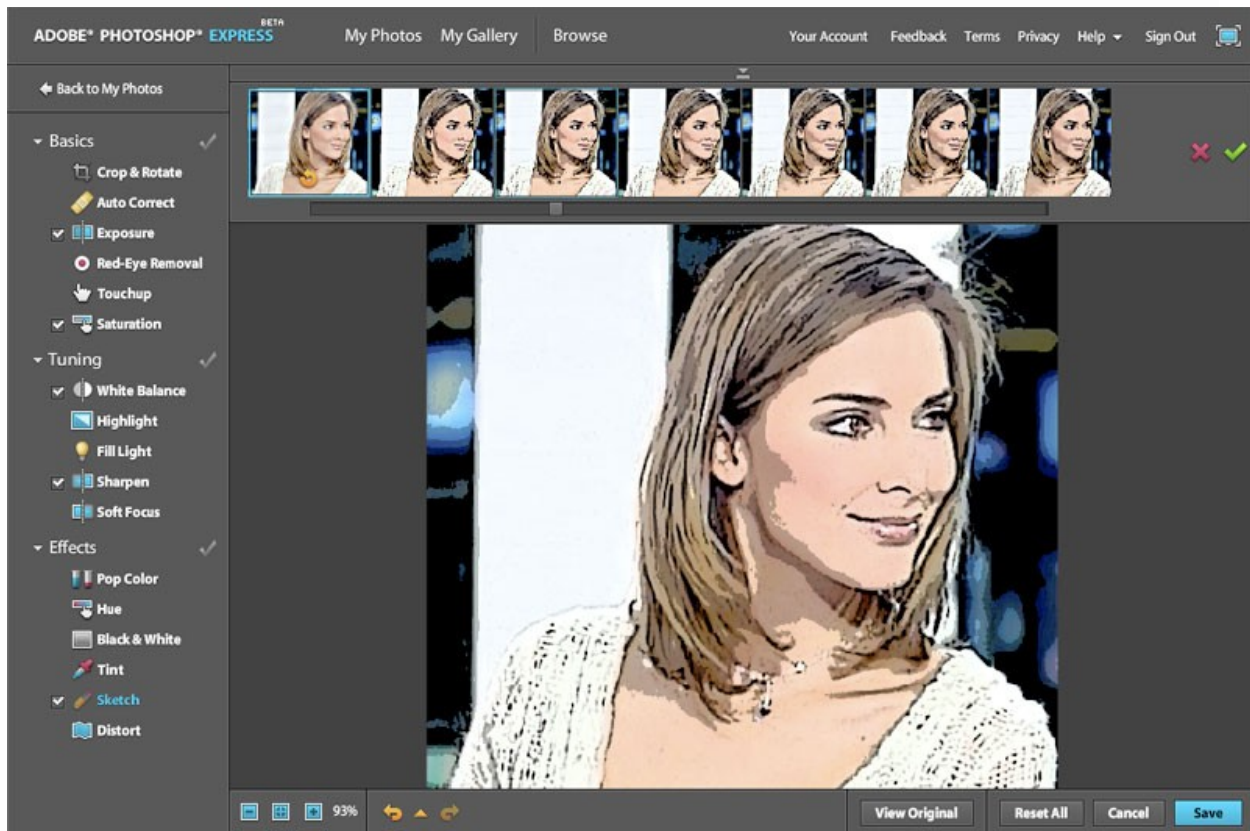 ADOBE® PHOTOSHOP® EXPRESS BETA
My Photos My Gallery Browse
Your Account Feedback Terms Privacy Help Sign Out
Back to My Photos
Basics
Crop & Rotate
Auto Correct
Exposure
Red-Eye Removal
Touchup
Saturation
Tuning
White Balance
Highlight
Fill Light
Sharpen
Soft Focus
Effects
Pop Color
Hue
Black & White
Tint
Sketch
Distort
93%
View Original Reset All Cancel Save